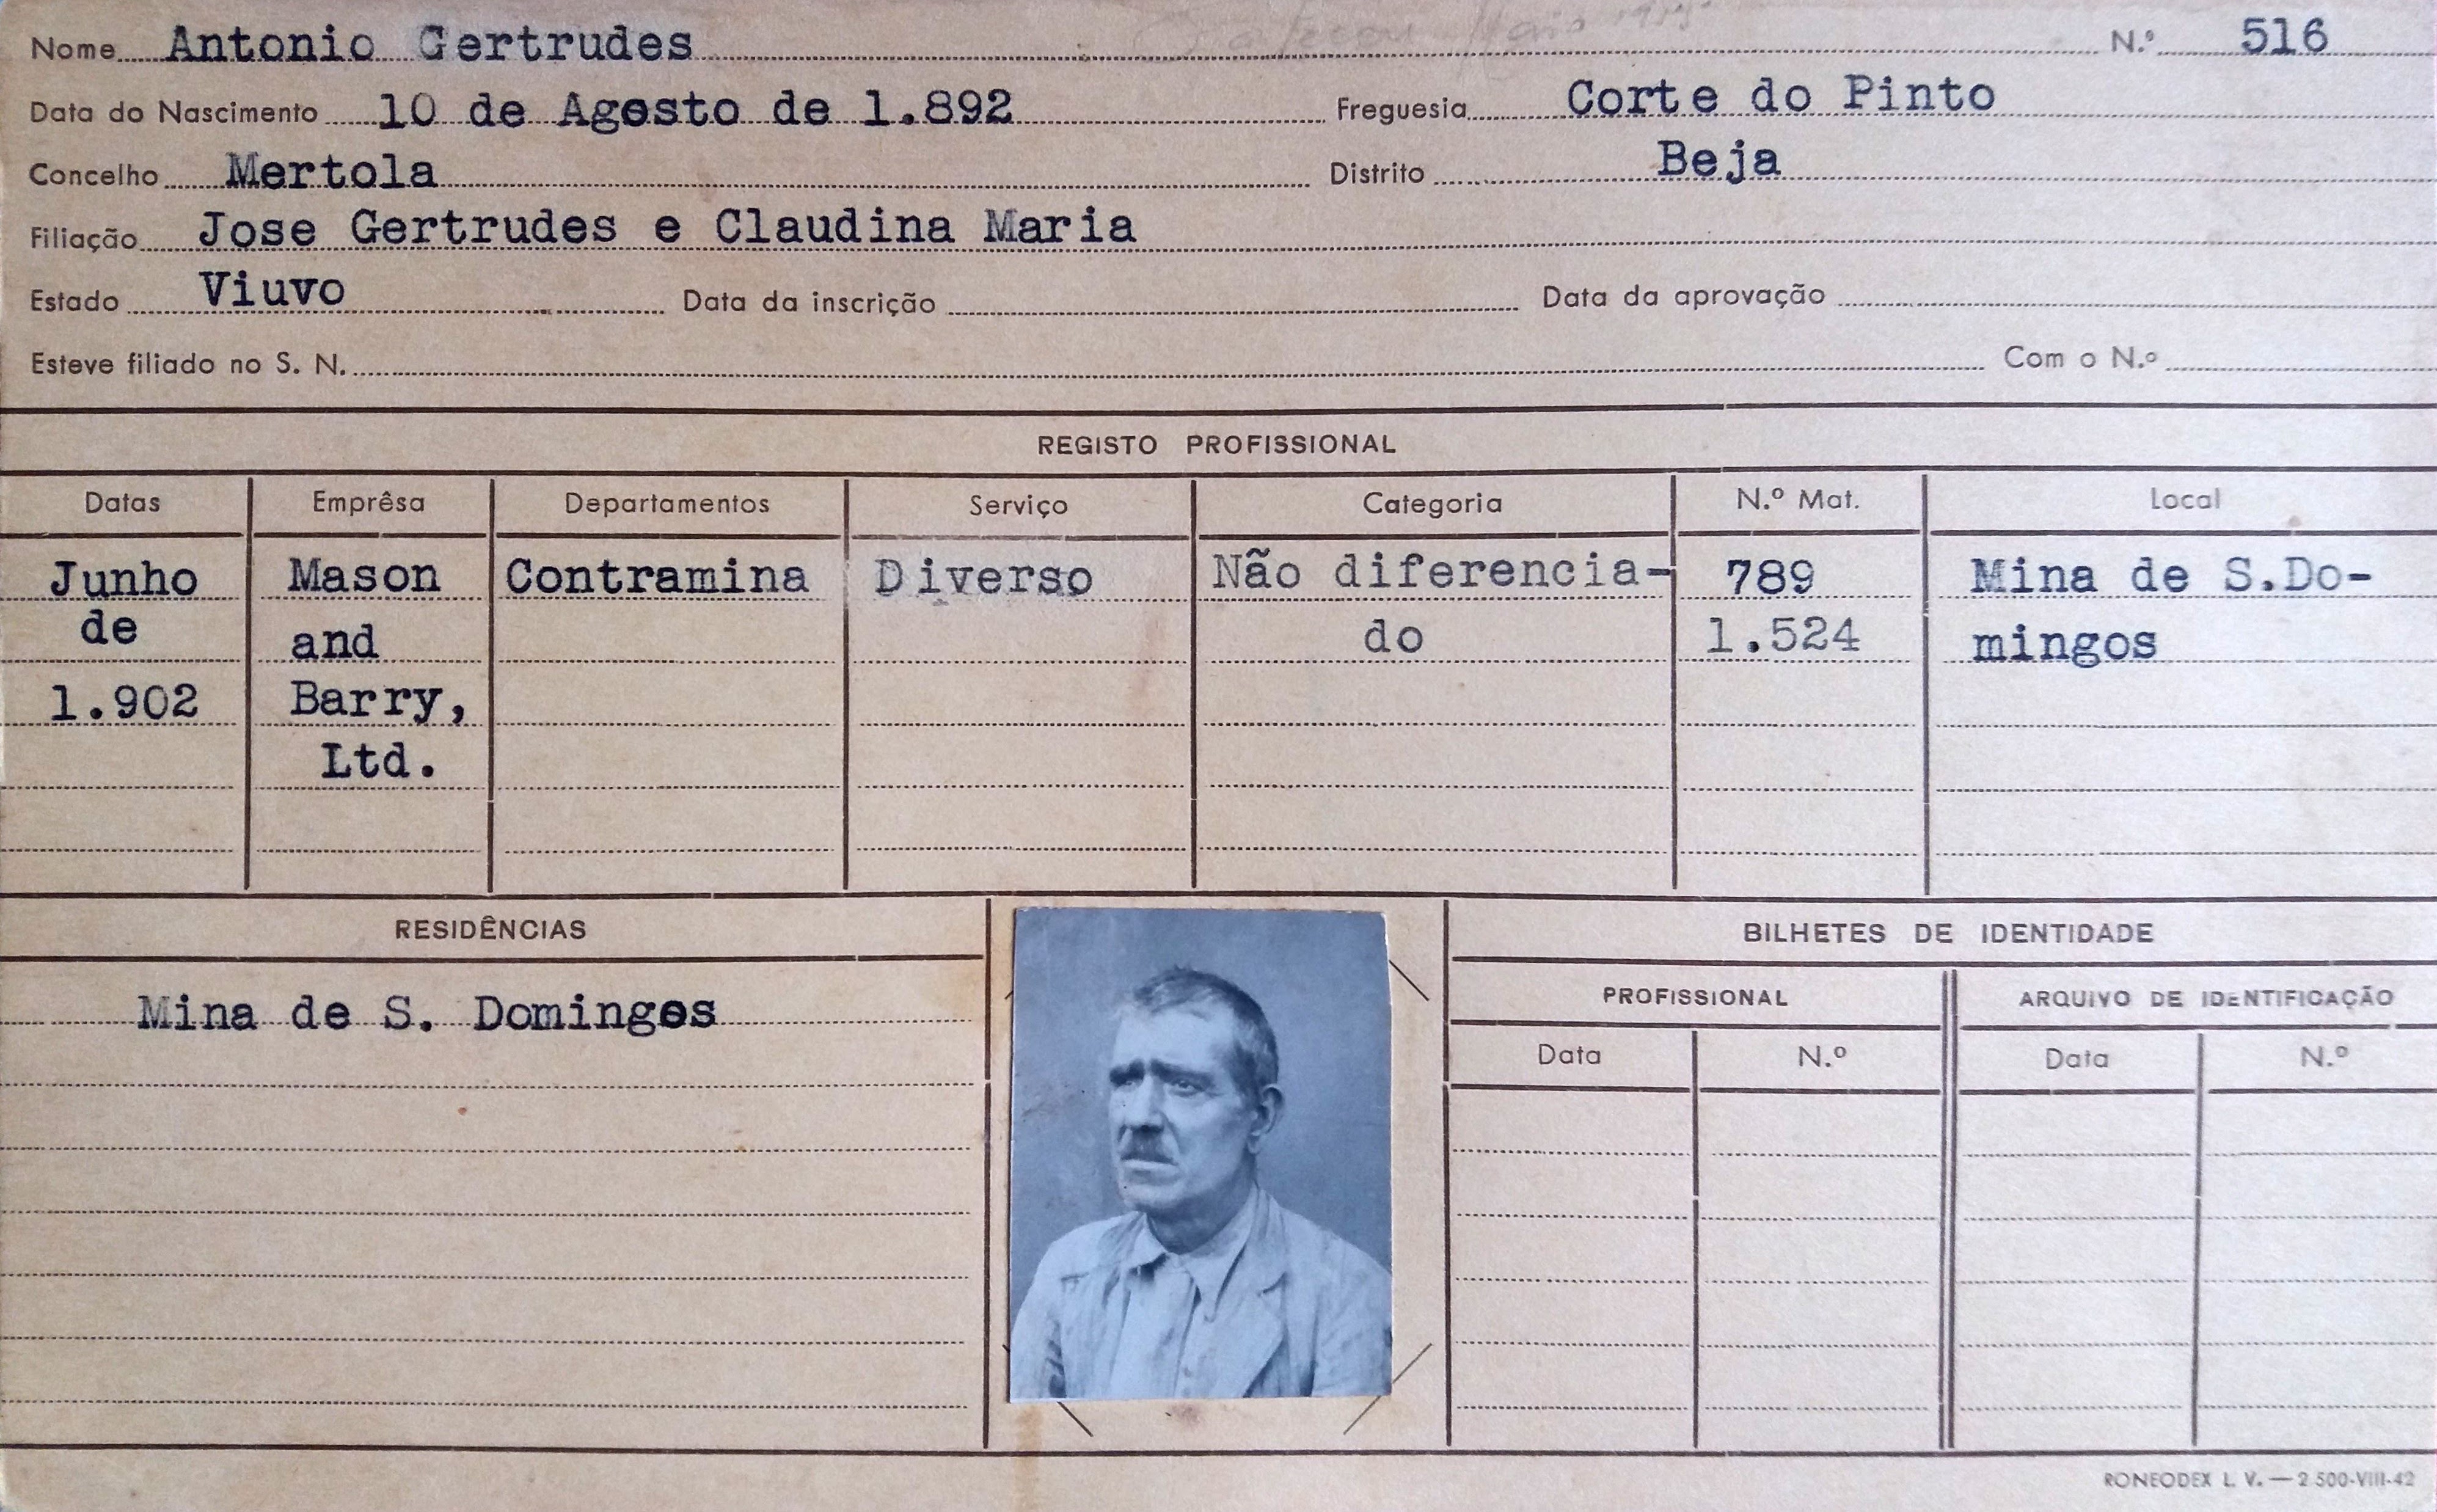 Nome Antonio Gertrudes N.º 516
Data do Nascimento 10 de Agosto de 1.892 Freguesia Corte do Pinto
Concelho Mertola Distrito Beja
Filiação Jose Gertrudes e Claudina Maria
Estado Viuvo Data da inscrição Data da aprovação
Esteve filiado no S. N. Com o N.º
REGISTO PROFISSIONAL
Datas Emprêsa Departamentos Serviço Categoria N.º Mat. Local
Junho Mason Contramina Diverso Não diferencia- 789 Mina de S.Do-
de and do 1.524 mingos
1.902 Barry,
Ltd.
RESIDÊNCIAS BILHETES DE IDENTIDADE
PROFISSIONAL ARQUIVO DE IDENTIFICAÇÃO
Mina de S. Domingos
Data N.º Data N.º
RONEODEX L. V. — 2 500-VIII-42